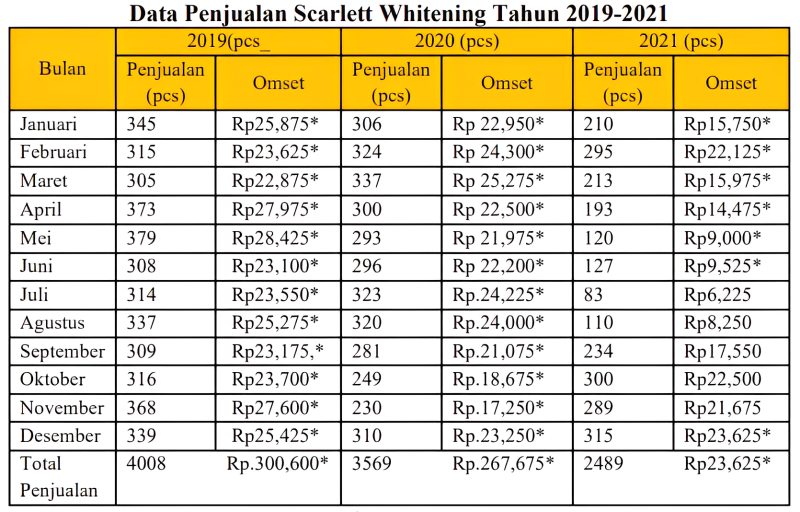 Data Penjualan Scarlett Whitening Tahun 2019-2021
Bulan 2019(pcs_ 2020 (pcs) 2021 (pcs)
Penjualan (pcs) Omset Penjualan (pcs) Omset Penjualan (pcs) Omset
Januari 345 Rp25,875* 306 Rp 22,950* 210 Rp15,750*
Februari 315 Rp23,625* 324 Rp 24,300* 295 Rp22,125*
Maret 305 Rp22,875* 337 Rp 25,275* 213 Rp15,975*
April 373 Rp27,975* 300 Rp 22,500* 193 Rp14,475*
Mei 379 Rp28,425* 293 Rp 21,975* 120 Rp9,000*
Juni 308 Rp23,100* 296 Rp 22,200* 127 Rp9,525*
Juli 314 Rp23,550* 323 Rp.24,225* 83 Rp6,225
Agustus 337 Rp25,275* 320 Rp.24,000* 110 Rp8,250
September 309 Rp23,175,* 281 Rp.21,075* 234 Rp17,550
Oktober 316 Rp23,700* 249 Rp.18,675* 300 Rp22,500
November 368 Rp27,600* 230 Rp.17,250* 289 Rp21,675
Desember 339 Rp25,425* 310 Rp.23,250* 315 Rp23,625*
Total Penjualan 4008 Rp.300,600* 3569 Rp.267,675* 2489 Rp23,625*